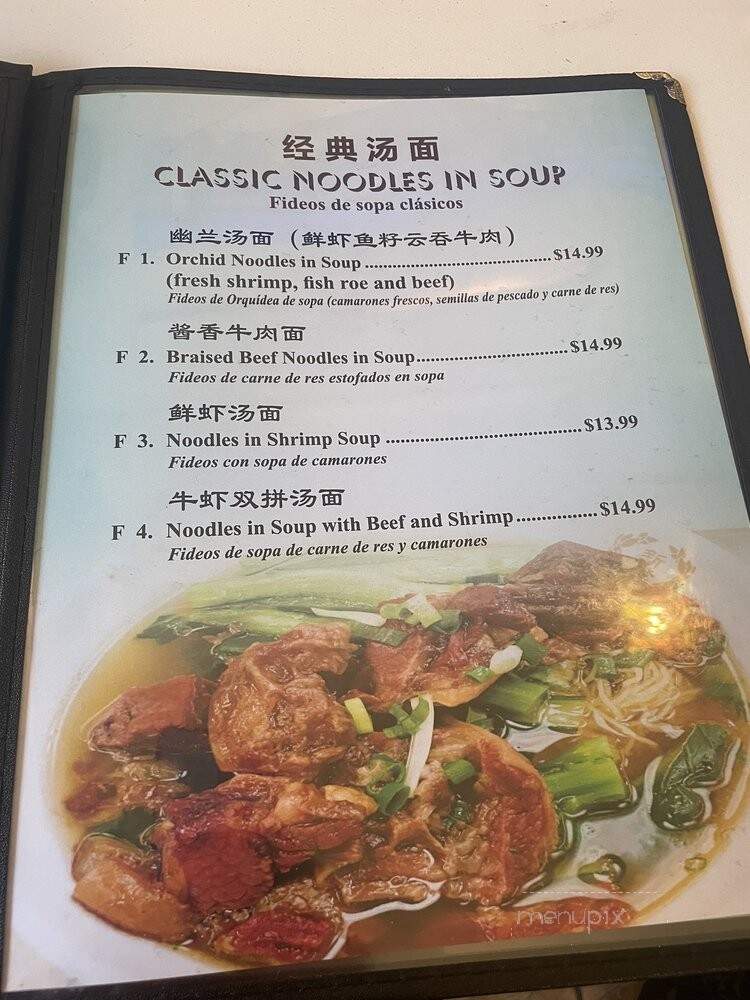 经典汤面
CLASSIC NOODLES IN SOUP
Fideos de sopa clásicos
幽兰汤面（鲜虾鱼籽云吞牛肉）
F 1. Orchid Noodles in Soup ........................................ $14.99
(fresh shrimp, fish roe and beef)
Fideos de Orquídea de sopa (camarones frescos, semillas de pescado y carne de res)
酱香牛肉面
F 2. Braised Beef Noodles in Soup................................ $14.99
Fideos de carne de res estofados en sopa
鲜虾汤面
F 3. Noodles in Shrimp Soup .......................................... $13.99
Fideos con sopa de camarones
牛虾双拼汤面
F 4. Noodles in Soup with Beef and Shrimp................. $14.99
Fideos de sopa de carne de res y camarones
menupix